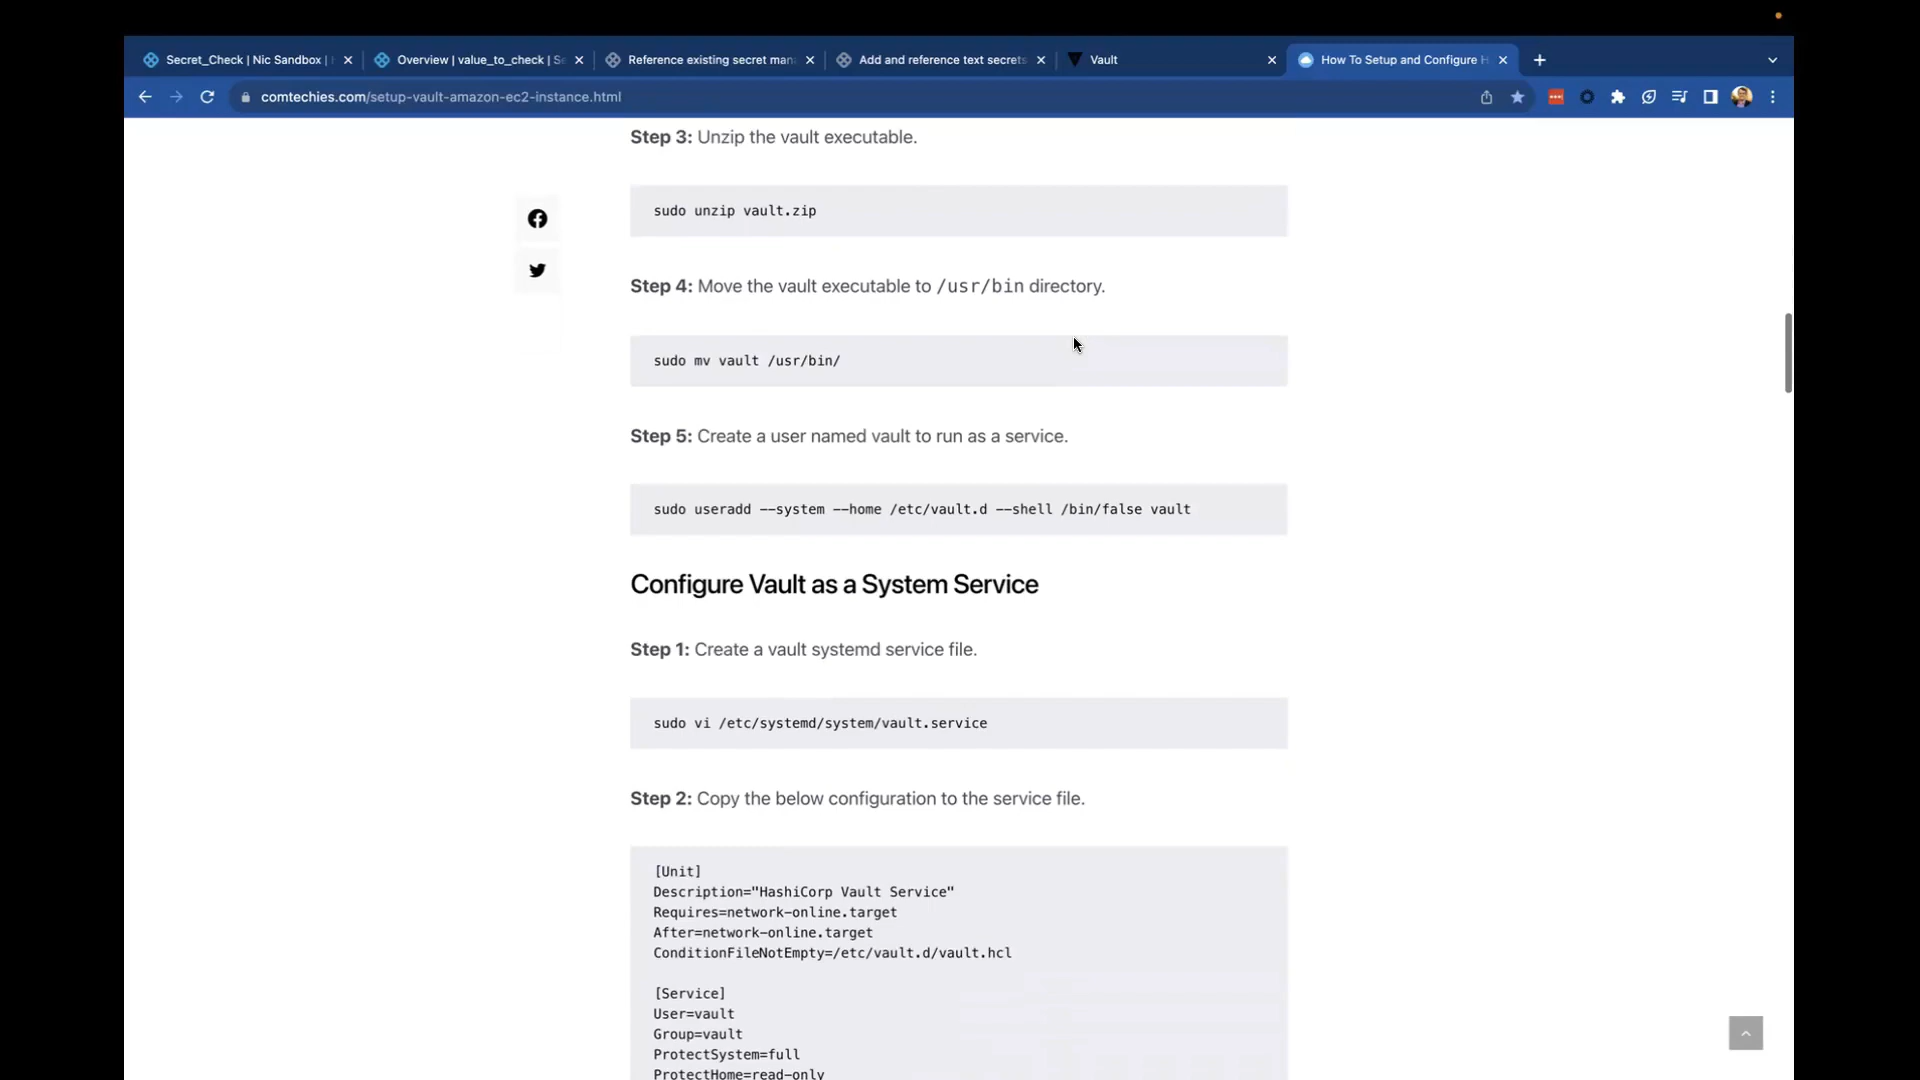 Secret_Check | Nic Sandbox |
Overview | value_to_check | S
Reference existing secret man
Add and reference text secrets
Vault
How To Setup and Configure H
comtechies.com/setup-vault-amazon-ec2-instance.html
Step 3: Unzip the vault executable.
sudo unzip vault.zip
Step 4: Move the vault executable to /usr/bin directory.
sudo mv vault /usr/bin/
Step 5: Create a user named vault to run as a service.
sudo useradd --system --home /etc/vault.d --shell /bin/false vault
Configure Vault as a System Service
Step 1: Create a vault systemd service file.
sudo vi /etc/systemd/system/vault.service
Step 2: Copy the below configuration to the service file.
[Unit]
Description="HashiCorp Vault Service"
Requires=network-online.target
After=network-online.target
ConditionFileNotEmpty=/etc/vault.d/vault.hcl
[Service]
User=vault
Group=vault
ProtectSystem=full
ProtectHome=read-only